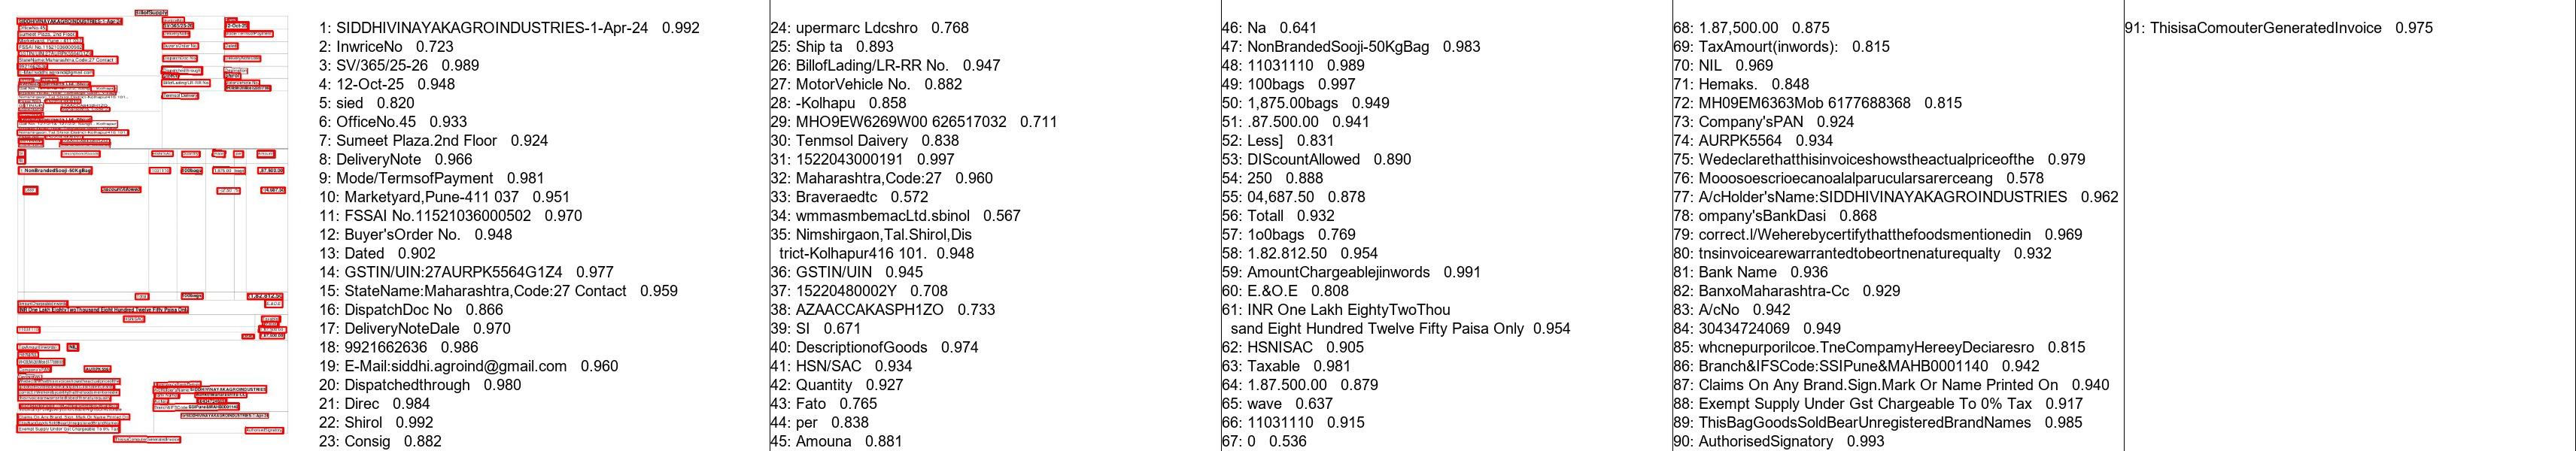 1: SIDDHIVINAYAKAGROINDUSTRIES-1-Apr-24 0.992
2: InwriceNo 0.723
3: SV/365/25-26 0.989
4: 12-Oct-25 0.948
5: sied 0.820
6: OfficeNo.45 0.933
7: Sumeet Plaza.2nd Floor 0.924
8: DeliveryNote 0.966
9: Mode/TermsofPayment 0.981
10: Marketyard,Pune-411 037 0.951
11: FSSAI No.11521036000502 0.970
12: Buyer'sOrder No. 0.948
13: Dated 0.902
14: GSTIN/UIN:27AURPK5564G1Z4 0.977
15: StateName:Maharashtra,Code:27 Contact 0.959
16: DispatchDoc No 0.866
17: DeliveryNoteDale 0.970
18: 9921662636 0.986
19: E-Mail:siddhi.agroind@gmail.com 0.960
20: Dispatchedthrough 0.980
21: Direc 0.984
22: Shirol 0.992
23: Consig 0.882
24: upermarc Ldcshro 0.768
25: Ship ta 0.893
26: BillofLading/LR-RR No. 0.947
27: MotorVehicle No. 0.882
28: -Kolhapu 0.858
29: MHO9EW6269W00 626517032 0.711
30: Tenmsol Daivery 0.838
31: 1522043000191 0.997
32: Maharashtra,Code:27 0.960
33: Braveraedtc 0.572
34: wmmasmbemacLtd.sbinol 0.567
35: Nimshirgaon,Tal.Shirol,Dis
trict-Kolhapur416 101. 0.948
36: GSTIN/UIN 0.945
37: 15220480002Y 0.708
38: AZAACCAKASPH1ZO 0.733
39: SI 0.671
40: DescriptionofGoods 0.974
41: HSN/SAC 0.934
42: Quantity 0.927
43: Fato 0.765
44: per 0.838
45: Amouna 0.881
46: Na 0.641
47: NonBrandedSooji-50KgBag 0.983
48: 11031110 0.989
49: 100bags 0.997
50: 1,875.00bags 0.949
51: .87.500.00 0.941
52: Less] 0.831
53: DIScountAllowed 0.890
54: 250 0.888
55: 04,687.50 0.878
56: Totall 0.932
57: 1o0bags 0.769
58: 1.82.812.50 0.954
59: AmountChargeablejinwords 0.991
60: E.&O.E 0.808
61: INR One Lakh EightyTwoThou
sand Eight Hundred Twelve Fifty Paisa Only 0.954
62: HSNISAC 0.905
63: Taxable 0.981
64: 1.87.500.00 0.879
65: wave 0.637
66: 11031110 0.915
67: 0 0.536
68: 1.87,500.00 0.875
69: TaxAmourt(inwords): 0.815
70: NIL 0.969
71: Hemaks. 0.848
72: MH09EM6363Mob 6177688368 0.815
73: Company'sPAN 0.924
74: AURPK5564 0.934
75: Wedeclarethatthisinvoiceshowstheactualpriceofthe 0.979
76: Mooosoescrioecanoalalparucularsarerceang 0.578
77: A/cHolder'sName:SIDDHIVINAYAKAGROINDUSTRIES 0.962
78: ompany'sBankDasi 0.868
79: correct.I/Weherebycertifythatthefoodsmentionedin 0.969
80: tnsinvoicearewarrantedtobeortnenaturequalty 0.932
81: Bank Name 0.936
82: BanxoMaharashtra-Cc 0.929
83: A/cNo 0.942
84: 30434724069 0.949
85: whcnepurporilcoe.TneCompamyHereeyDeciaresro 0.815
86: Branch&IFSCode:SSIPune&MAHB0001140 0.942
87: Claims On Any Brand.Sign.Mark Or Name Printed On 0.940
88: Exempt Supply Under Gst Chargeable To 0% Tax 0.917
89: ThisBagGoodsSoldBearUnregisteredBrandNames 0.985
90: AuthorisedSignatory 0.993
91: ThisisaComouterGeneratedInvoice 0.975